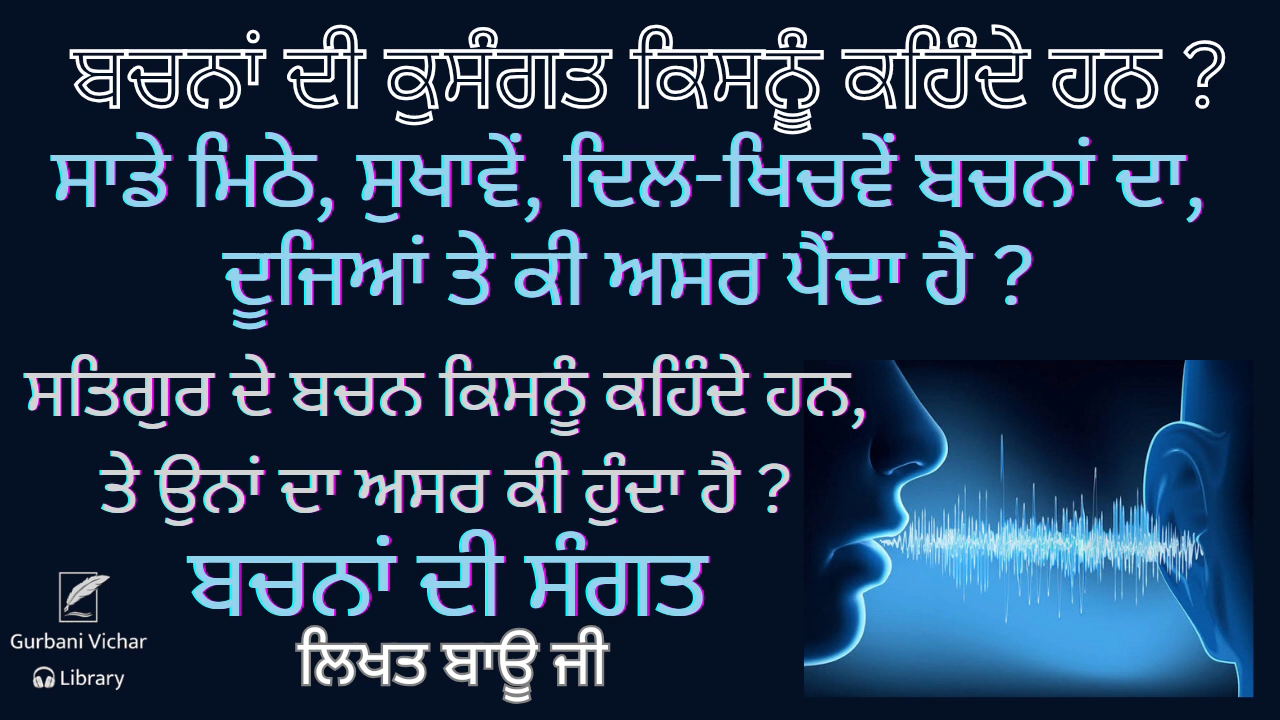 ਬਚਨਾਂ ਦੀ ਕੁਸੰਗਤ ਕਿਸਨੂੰ ਕਹਿੰਦੇ ਹਨ ?
ਸਾਡੇ ਮਿਠੇ, ਸੁਖਾਵੇਂ, ਦਿਲ-ਖਿਚਵੇਂ ਬਚਨਾਂ ਦਾ,
ਦੂਜਿਆਂ ਤੇ ਕੀ ਅਸਰ ਪੈਂਦਾ ਹੈ ?
ਸਤਿਗੁਰ ਦੇ ਬਚਨ ਕਿਸਨੂੰ ਕਹਿੰਦੇ ਹਨ,
ਤੇ ਉਨਾਂ ਦਾ ਅਸਰ ਕੀ ਹੁੰਦਾ ਹੈ ?
ਬਚਨਾਂ ਦੀ ਸੰਗਤ
ਲਿਖਤ ਬਾਊ ਜੀ
Gurbani Vichar
Library